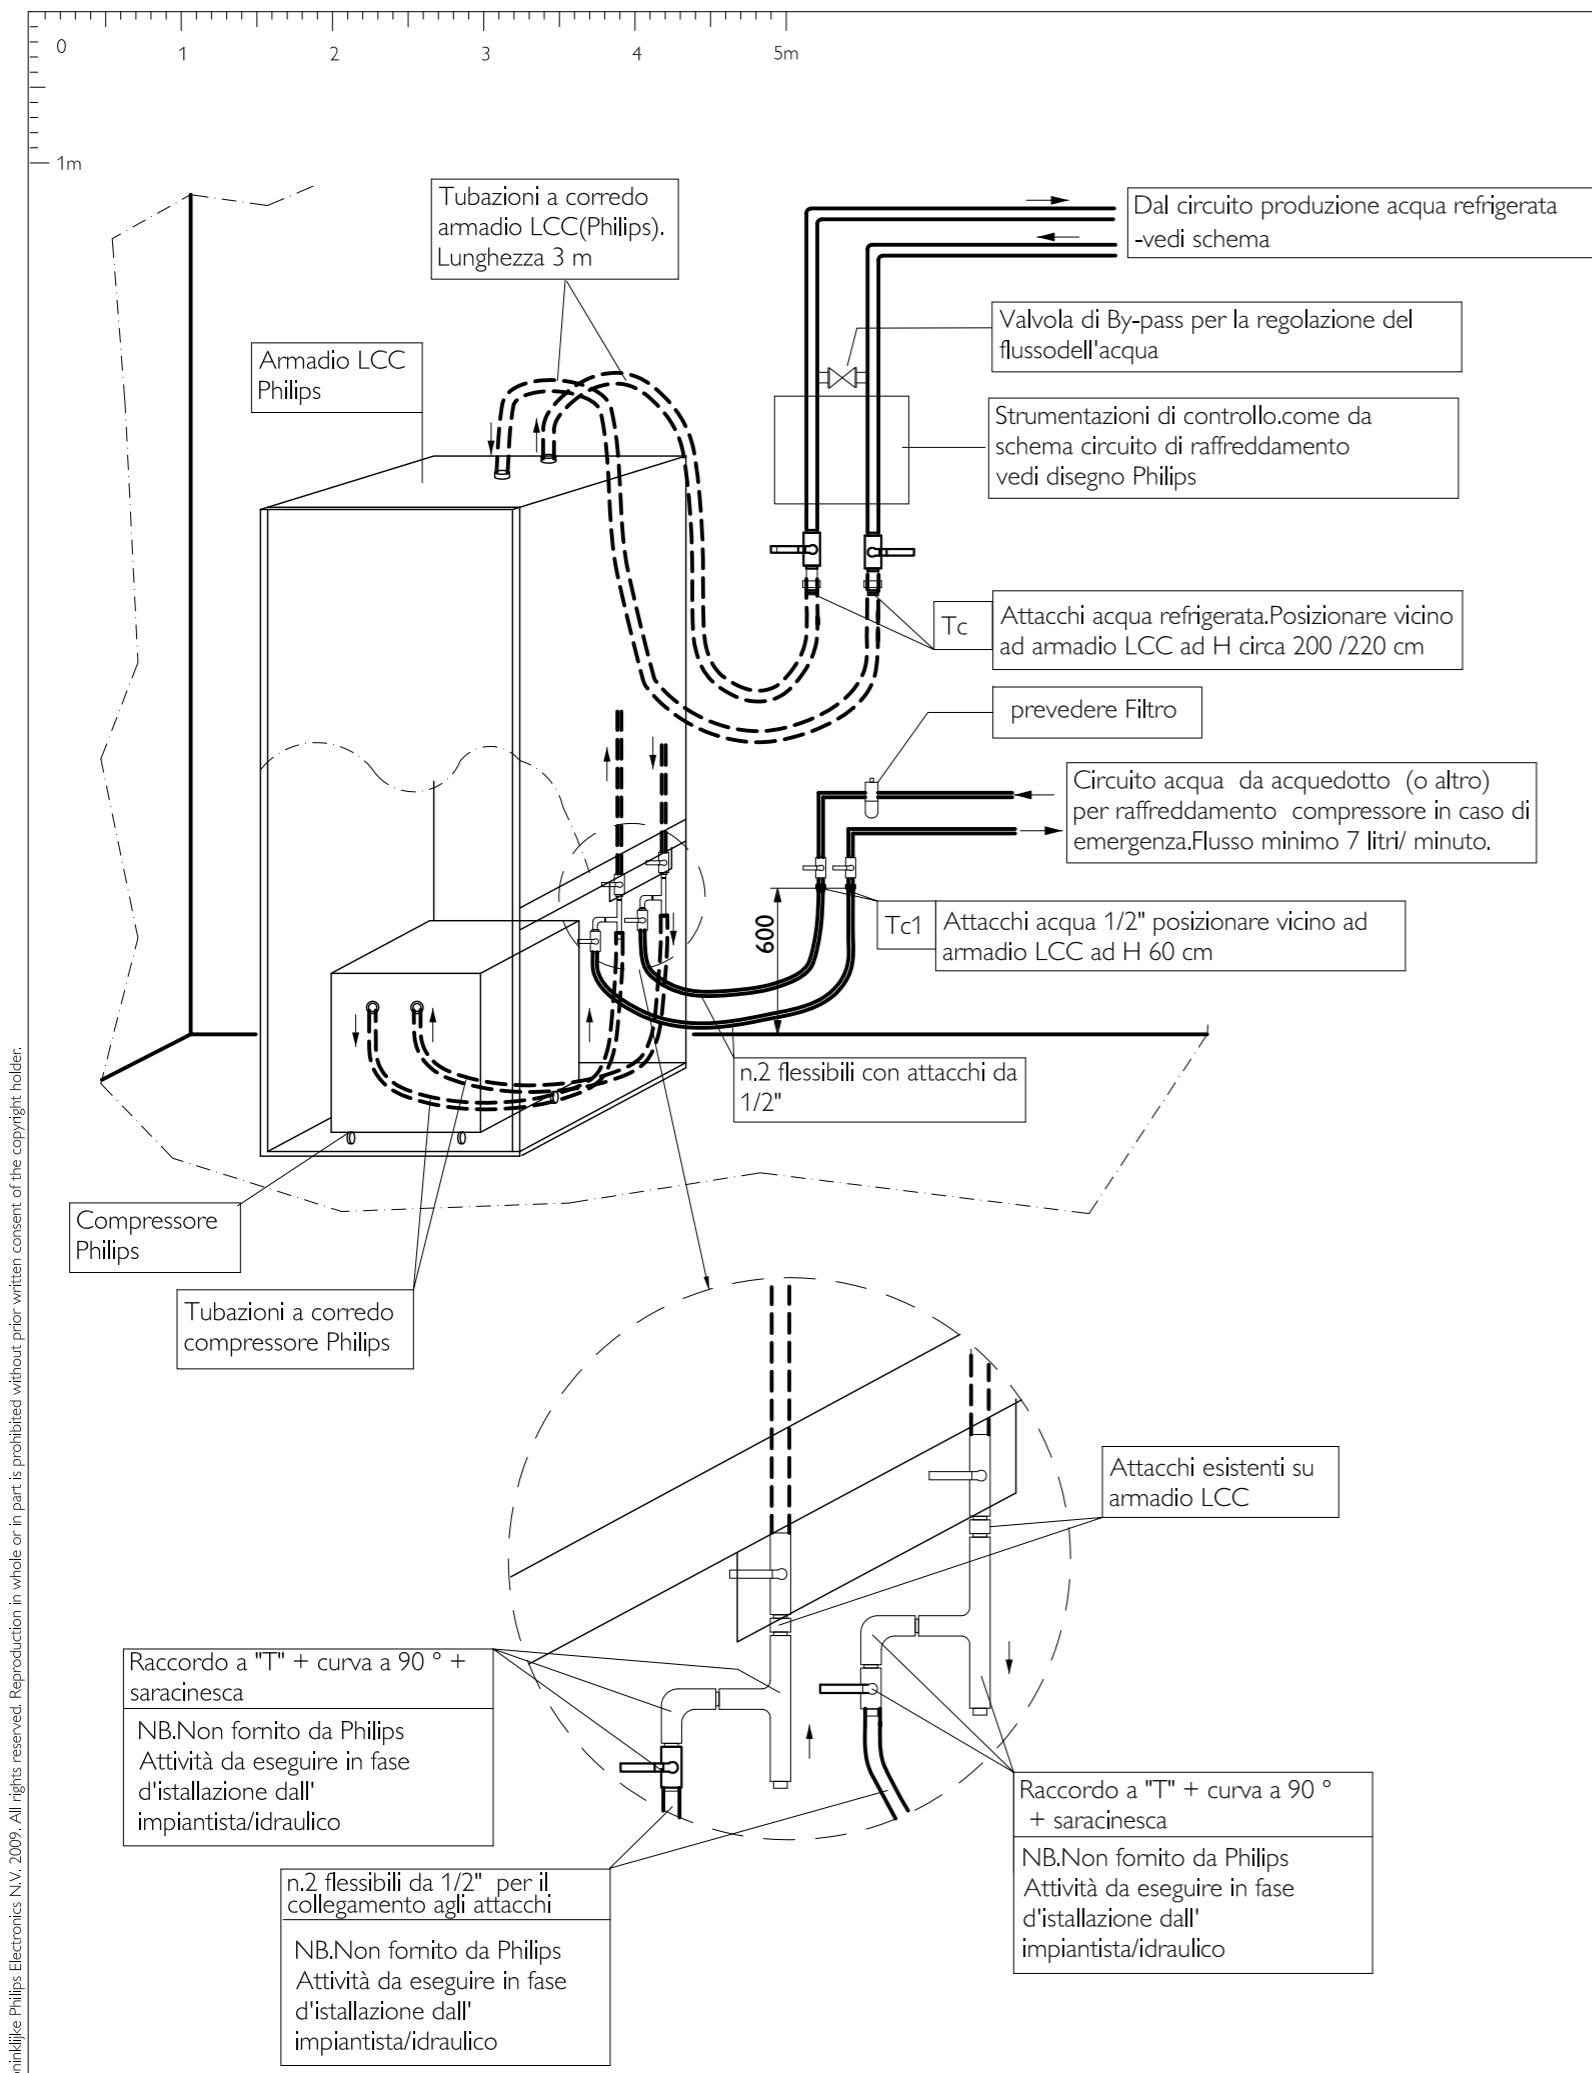 0
1
2
3
4
5m
1m
Tubazioni a corredo
armadio LCC(Philips).
Lunghezza 3 m
Dal circuito produzione acqua refrigerata
-vedi schema
Armadio LCC
Philips
Valvola di By-pass per la regolazione del
flussodell'acqua
Strumentazioni di controllo.come da
schema circuito di raffreddamento
vedi disegno Philips
Tc
Attacchi acqua refrigerata.Posizionare vicino
ad armadio LCC ad H circa 200 /220 cm
prevedere Filtro
Circuito acqua da acquedotto (o altro)
per raffreddamento compressore in caso di
emergenza.Flusso minimo 7 litri/ minuto.
600
Tc1
Attacchi acqua 1/2" posizionare vicino ad
armadio LCC ad H 60 cm
n.2 flessibili con attacchi da
1/2"
Compressore
Philips
Tubazioni a corredo
compressore Philips
Attacchi esistenti su
armadio LCC
Raccordo a "T" + curva a 90 ° +
saracinesca
NB.Non fornito da Philips
Attività da eseguire in fase
d'istallazione dall'
impiantista/idraulico
Raccordo a "T" + curva a 90 °
+ saracinesca
NB.Non fornito da Philips
Attività da eseguire in fase
d'istallazione dall'
impiantista/idraulico
n.2 flessibili da 1/2" per il
collegamento agli attacchi
NB.Non fornito da Philips
Attività da eseguire in fase
d'istallazione dall'
impiantista/idraulico
Philips Electronics N.V. 2009. All rights reserved. Reproduction in whole or in part is prohibited without prior written consent of the copyright holder.